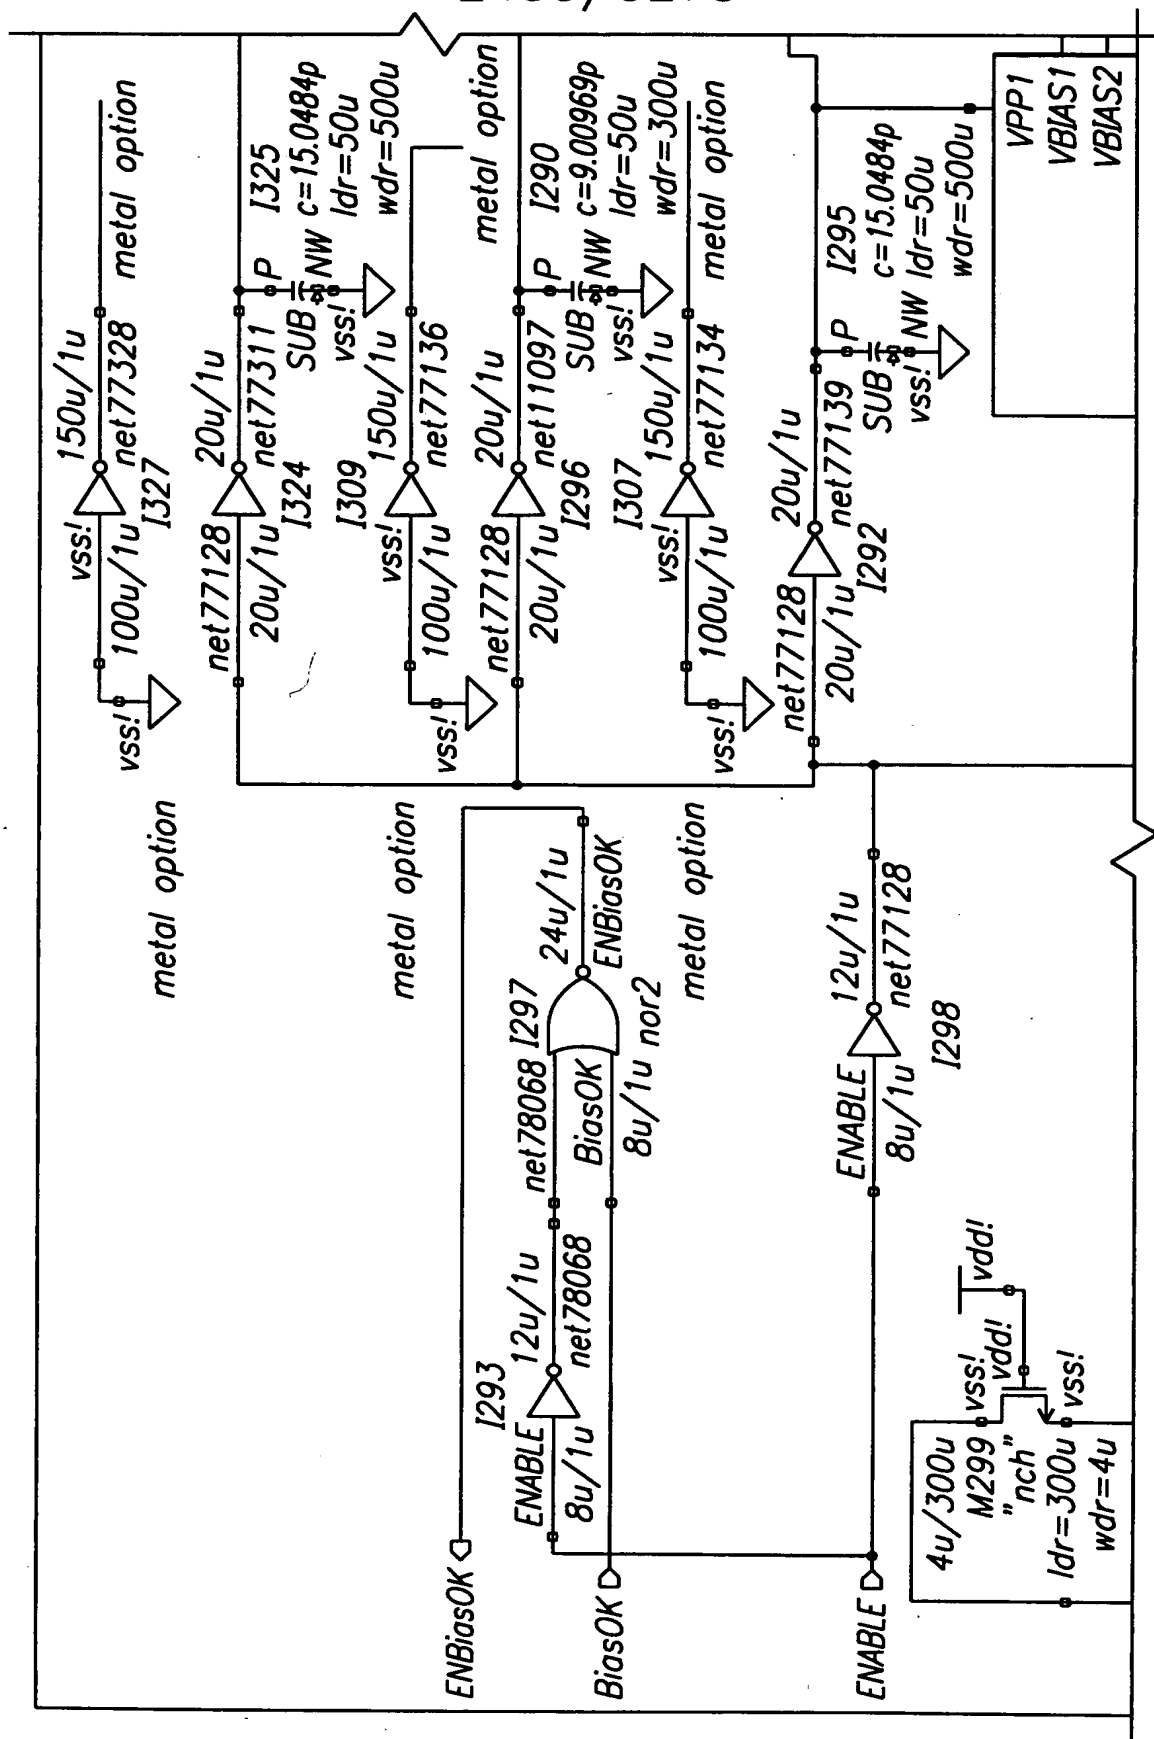 vss!
vss!
100u/1u
I327
150u/1u
net77328
metal option
metal option
net77128
20u/1u
I324
20u/1u
net77311
P
SUB
NW
vss!
I325
c=15.0484p
ldr=50u
wdr=500u
metal option
vss!
vss!
100u/1u
I309
150u/1u
net77136
metal option
ENBiasOK
net77128
20u/1u
I296
20u/1u
net11097
P
SUB
NW
vss!
I290
c=9.00969p
ldr=50u
wdr=300u
I293
ENABLE
8u/1u
12u/1u
net78068
net78068
I297
BiasOK
8u/1u
nor2
24u/1u
ENBiasOK
BiasOK
metal option
vss!
vss!
100u/1u
I307
150u/1u
net77134
metal option
net77128
20u/1u
I292
20u/1u
net77139
P
SUB
NW
vss!
I295
c=15.0484p
ldr=50u
wdr=500u
ENABLE
ENABLE
8u/1u
I298
12u/1u
net77128
4u/300u
M299
"nch"
ldr=300u
wdr=4u
vss!
vdd!
vss!
vdd!
VPP1
VBIAS1
VBIAS2